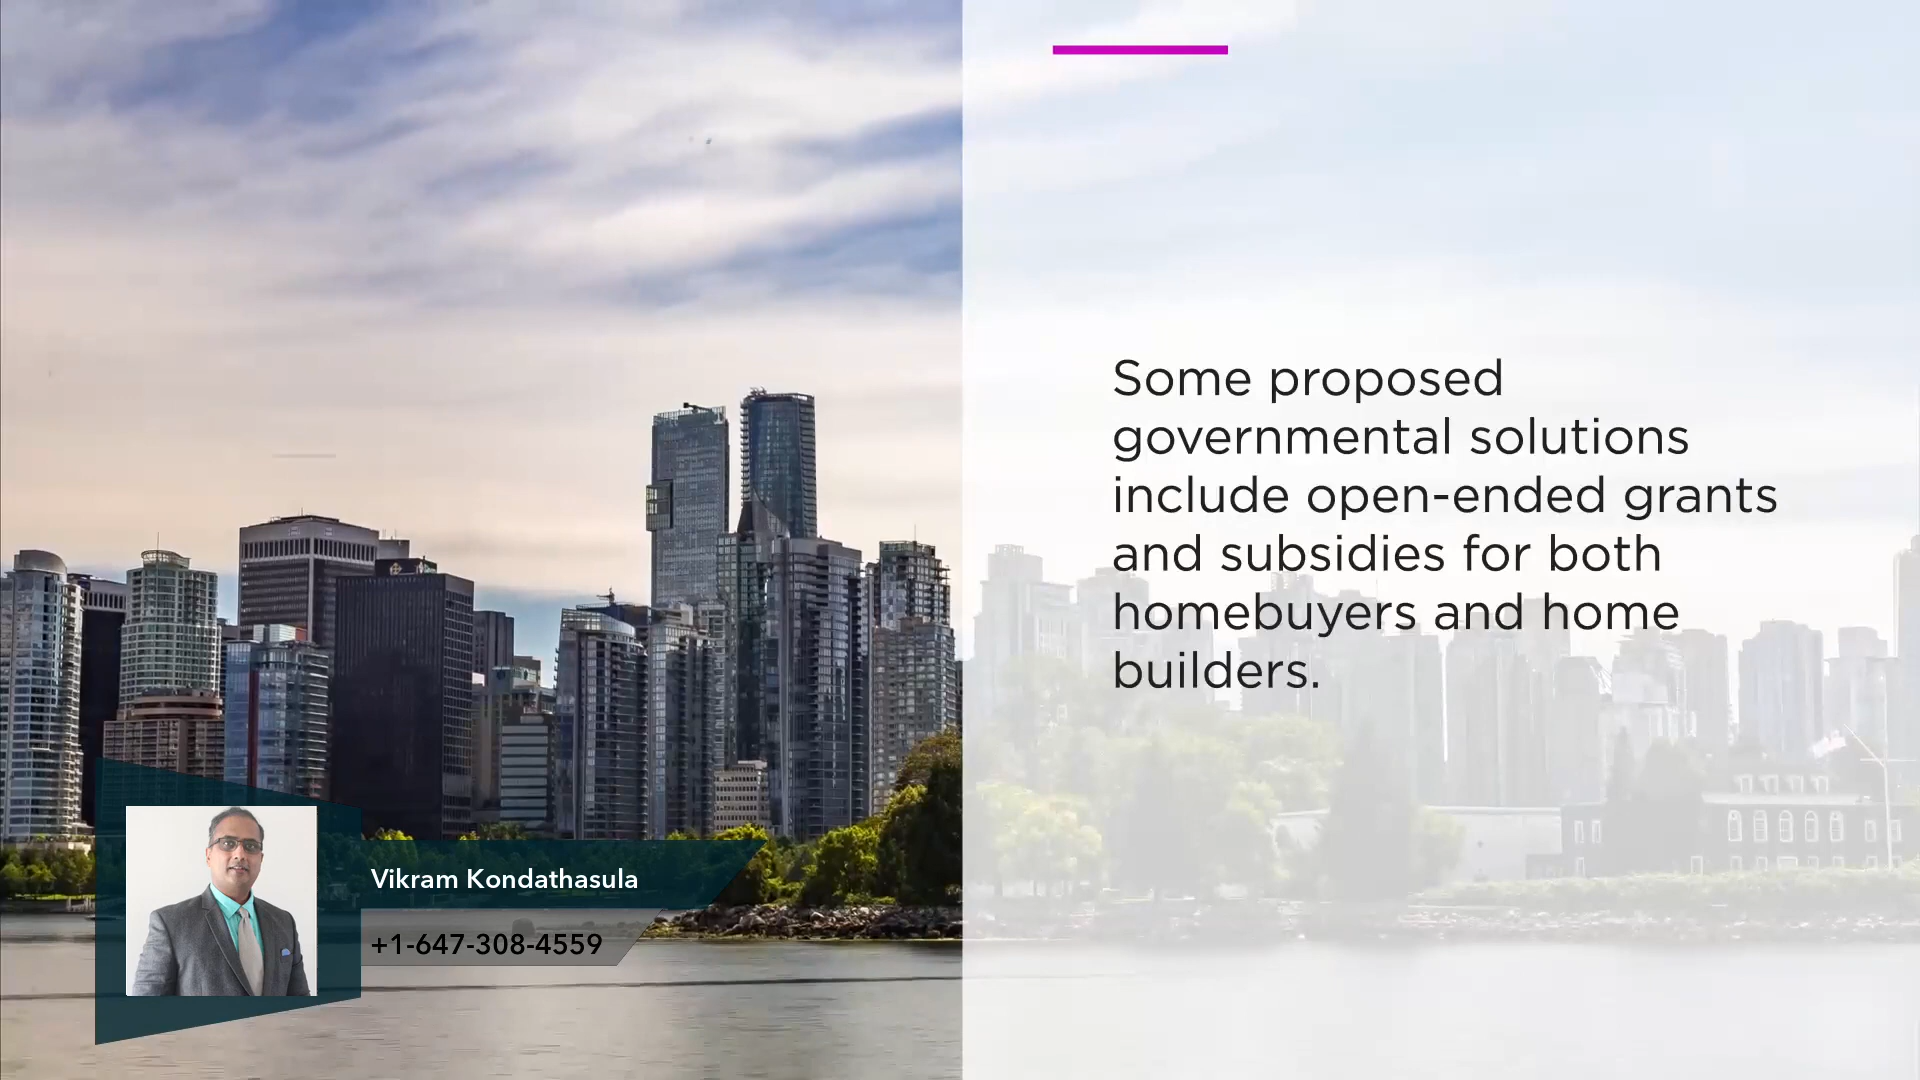 Some proposed
governmental solutions
include open-ended grants
and subsidies for both
homebuyers and home
builders.
Vikram Kondathasula
+1-647-308-4559